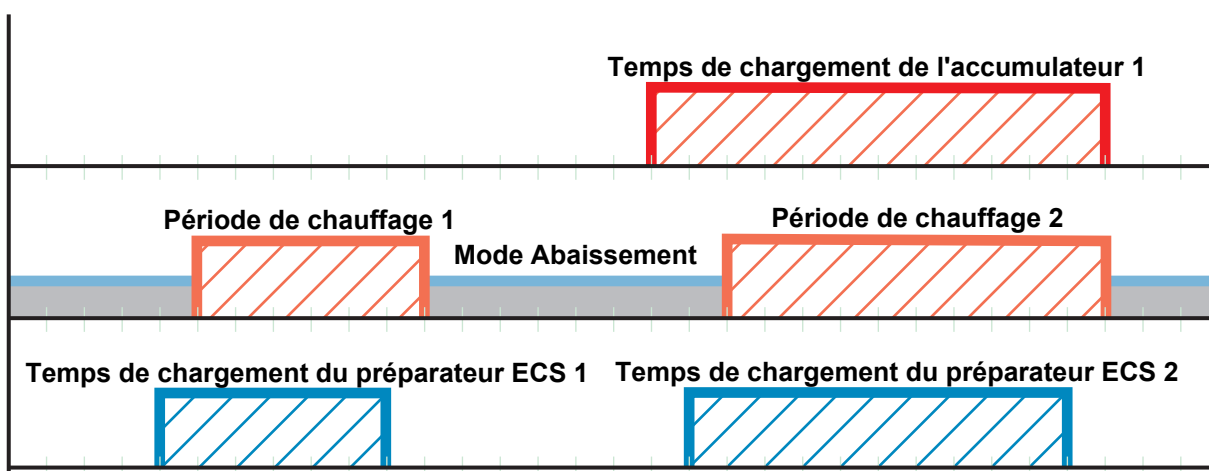 Temps de chargement de l'accumulateur 1
Période de chauffage 1
Période de chauffage 2
Mode Abaissement
Temps de chargement du préparateur ECS 1
Temps de chargement du préparateur ECS 2